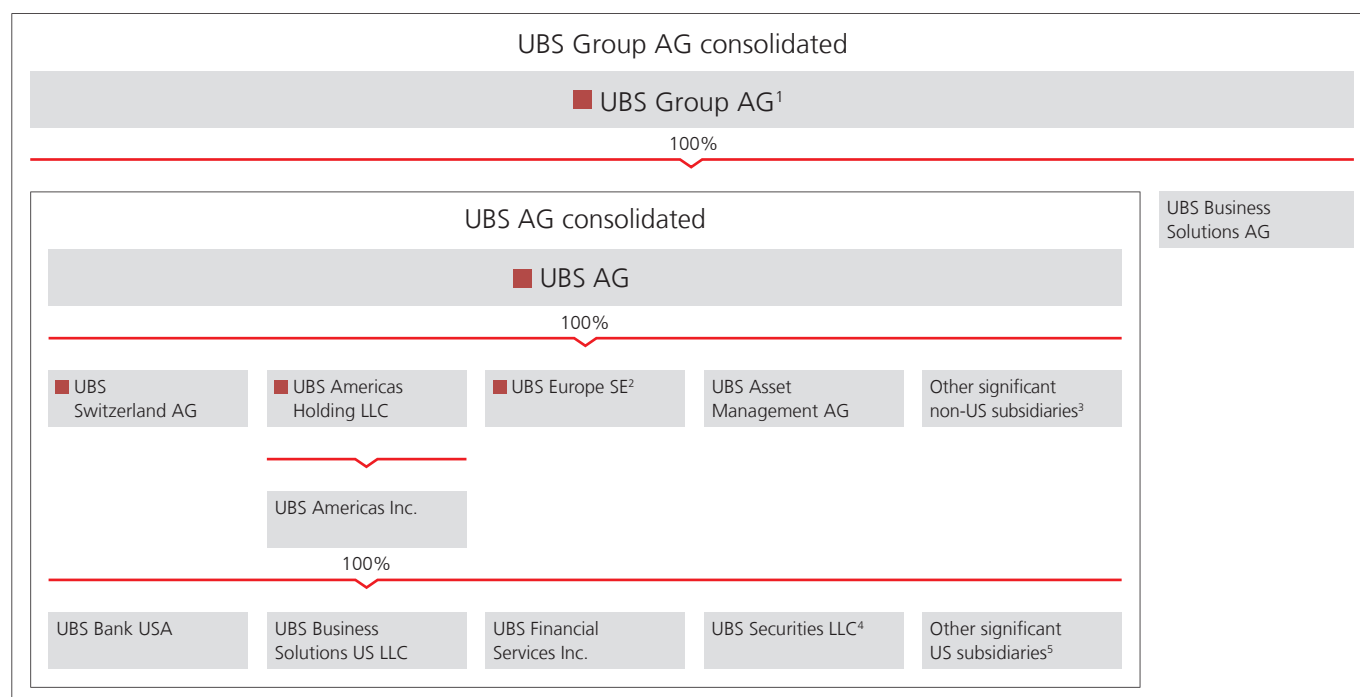 UBS Group AG consolidated
UBS Group AG¹
100%
UBS AG consolidated
UBS Business
Solutions AG
UBS AG
100%
UBS
Switzerland AG
UBS Americas
Holding LLC
UBS Europe SE²
UBS Asset
Management AG
Other significant
non-US subsidiaries³
UBS Americas Inc.
100%
UBS Bank USA
UBS Business
Solutions US LLC
UBS Financial
Services Inc.
UBS Securities LLC⁴
Other significant
US subsidiaries⁵